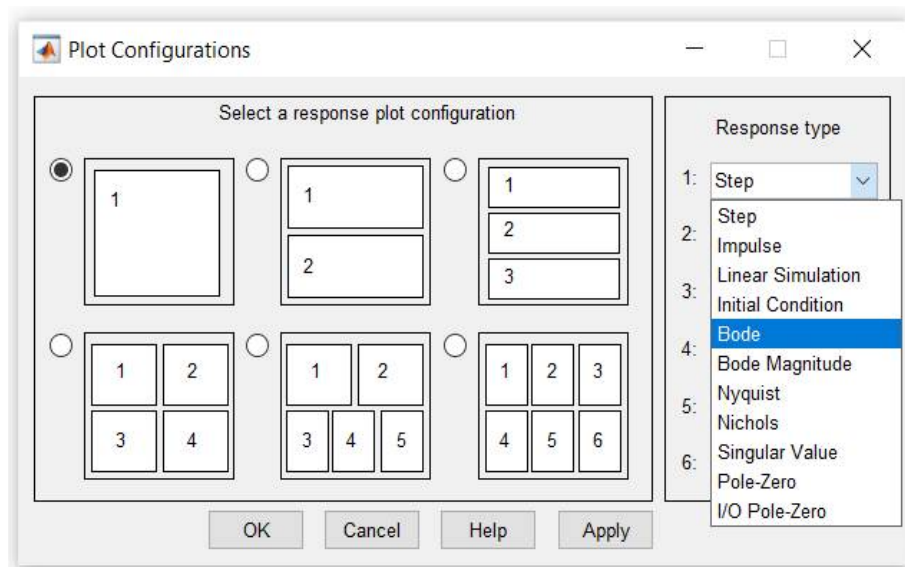 Plot Configurations
Select a response plot configuration
1
1
2
1
2
3
1 2
3 4
1 2
3 4 5
1 2 3
4 5 6
OK Cancel Help Apply
Response type
1: Step
2:
3:
4:
5:
6:
Step
Impulse
Linear Simulation
Initial Condition
Bode
Bode Magnitude
Nyquist
Nichols
Singular Value
Pole-Zero
I/O Pole-Zero